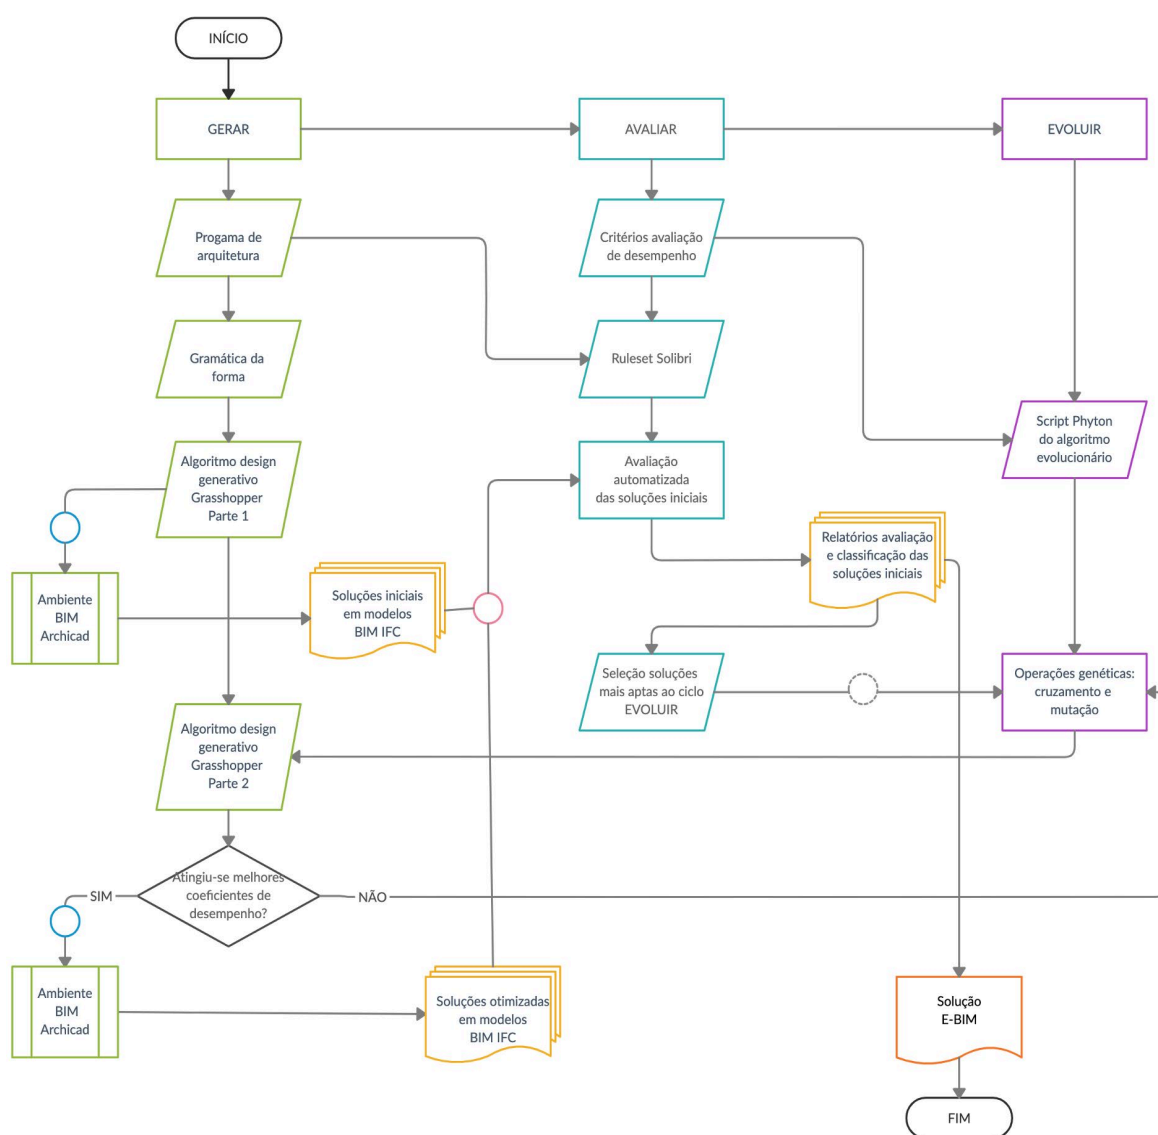 INÍCIO
GERAR
AVALIAR
EVOLUIR
Progama de
arquitetura
Critérios avaliação
de desempenho
Gramática da
forma
Ruleset Solibri
Script Phyton
do algoritmo
evolucionário
Algoritmo design
generativo
Grasshopper
Parte 1
Avaliação
automatizada
das soluções iniciais
Relatórios avaliação
e classificação das
soluções iniciais
Ambiente
BIM
Archicad
Soluções iniciais
em modelos
BIM IFC
Seleção soluções
mais aptas ao ciclo
EVOLUIR
Operações genéticas:
cruzamento e
mutação
Algoritmo design
generativo
Grasshopper
Parte 2
Atingiu-se melhores
coeficientes de
desempenho?
SIM
NÃO
Ambiente
BIM
Archicad
Soluções otimizadas
em modelos
BIM IFC
Solução
E-BIM
FIM